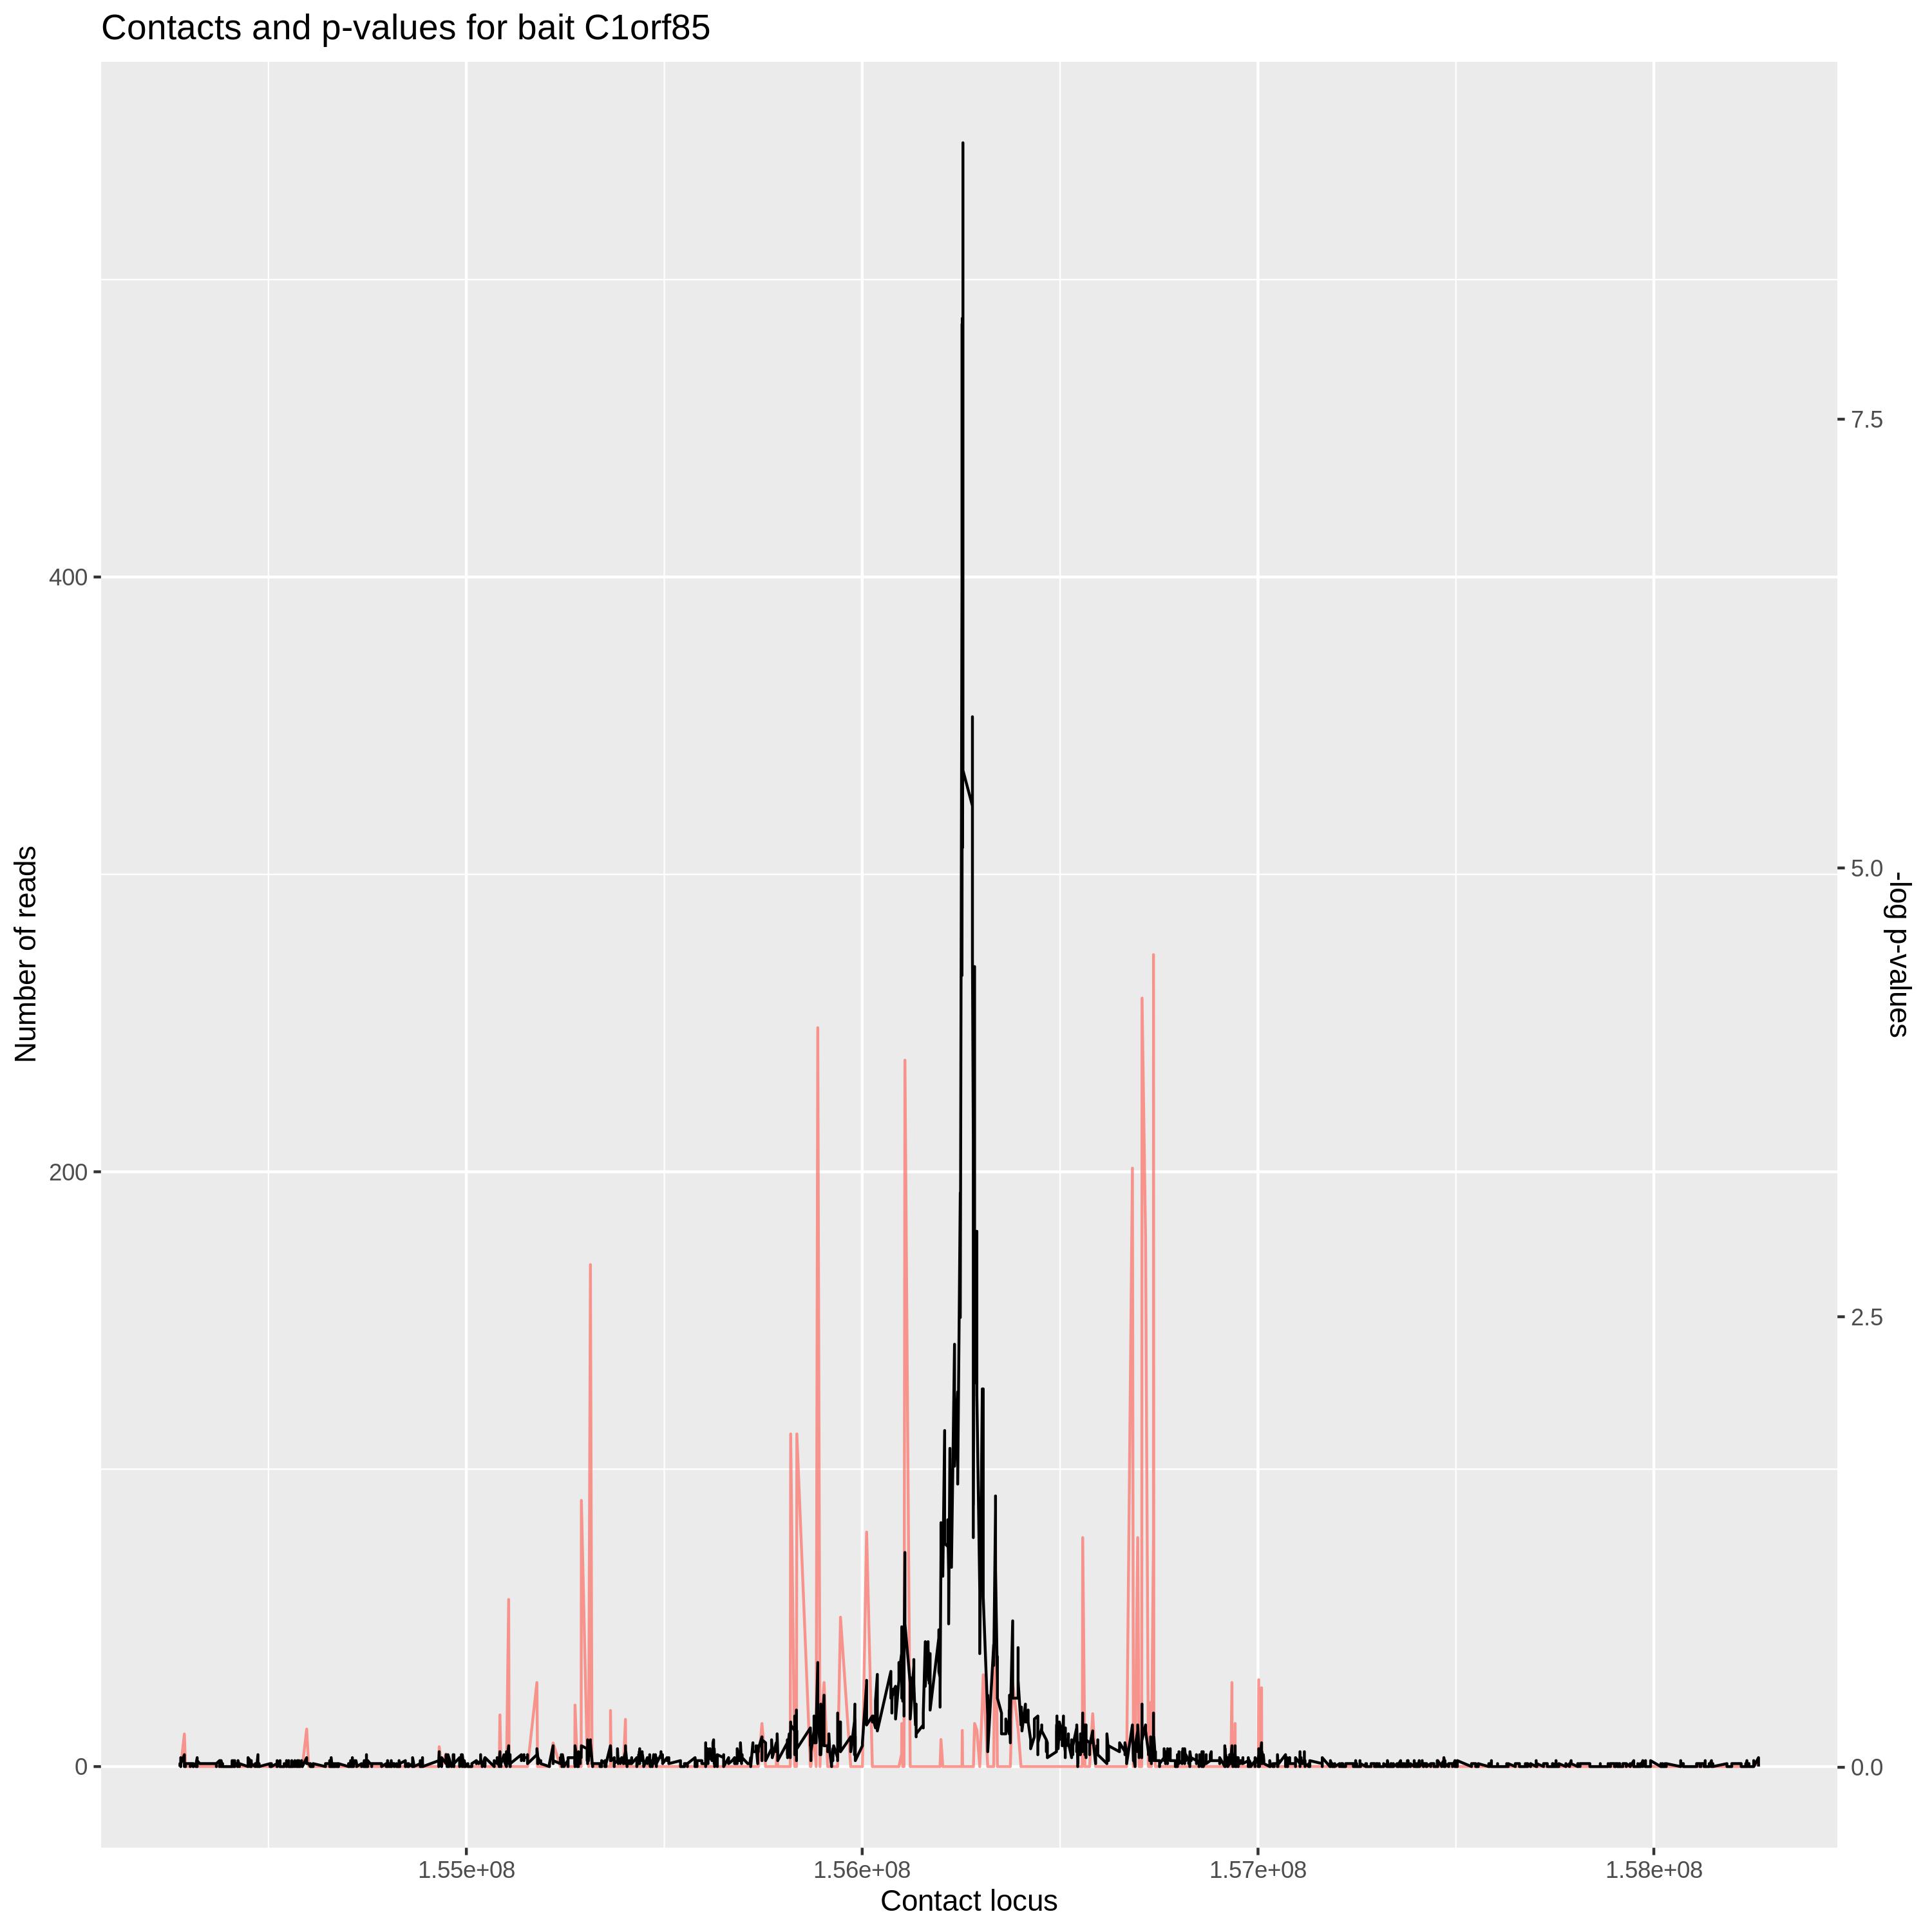 Contacts and p-values for bait C1orf85
Number of reads
400
200
0
7.5
5.0
2.5
0.0
-log p-values
1.55e+08
1.56e+08
1.57e+08
1.58e+08
Contact locus